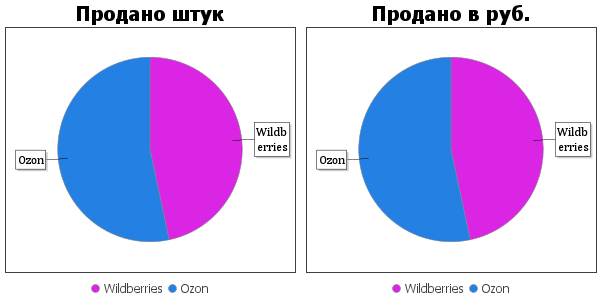 Продано штук
Продано в руб.
Wildb
erries
Ozon
Wildb
erries
Ozon
Wildberries
Ozon
Wildberries
Ozon